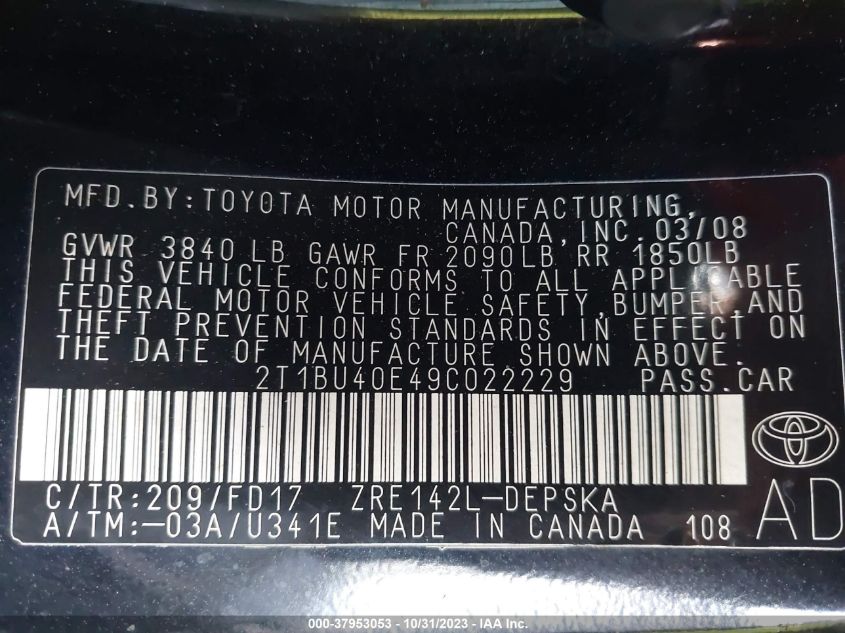 MFD.BY:TOYOTA MOTOR MANUFACTURING,
CANADA,INC.03/08
GVWR 3840 LB GAWR FR 2090LB RR 1850LB
THIS VEHICLE CONFORMS TO ALL APPLICABLE
FEDERAL MOTOR VEHICLE SAFETY,BUMPER,AND
THEFT PREVENTION STANDARDS IN EFFECT ON
THE DATE OF MANUFACTURE SHOWN ABOVE.
2T1BU40E49C022229 PASS.CAR
C/TR:209/FD17 ZRE142L-DEPSKA
A/TM:-03A/U341E MADE IN CANADA 108 AD
000-37953053 - 10/31/2023 - © IAA Inc.